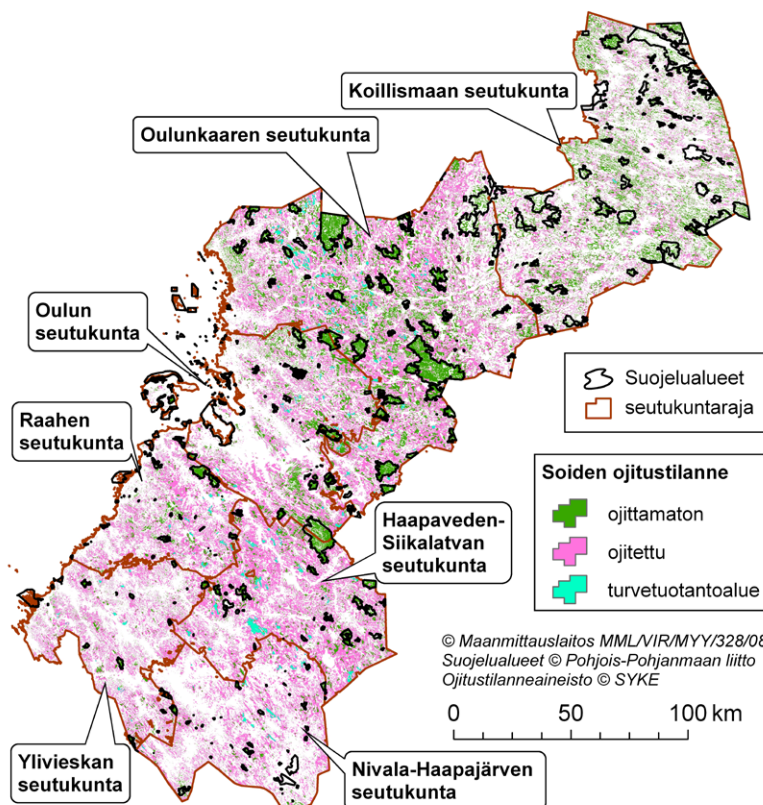 Koillismaan seutukunta
Oulunkaaren seutukunta
Oulun
seutukunta
Raahen
seutukunta
Haapaveden-
Siikalatvan
seutukunta
Ylivieskan
seutukunta
Nivala-Haapajärven
seutukunta
Suojelualueet
seutukuntaraja
Soiden ojitustilanne
ojittamaton
ojitettu
turvetuotantoalue
© Maanmittauslaitos MML/VIR/MYY/328/08
Suojelualueet © Pohjois-Pohjanmaan liitto
Ojitustilanneaineisto © SYKE
0 50 100 km